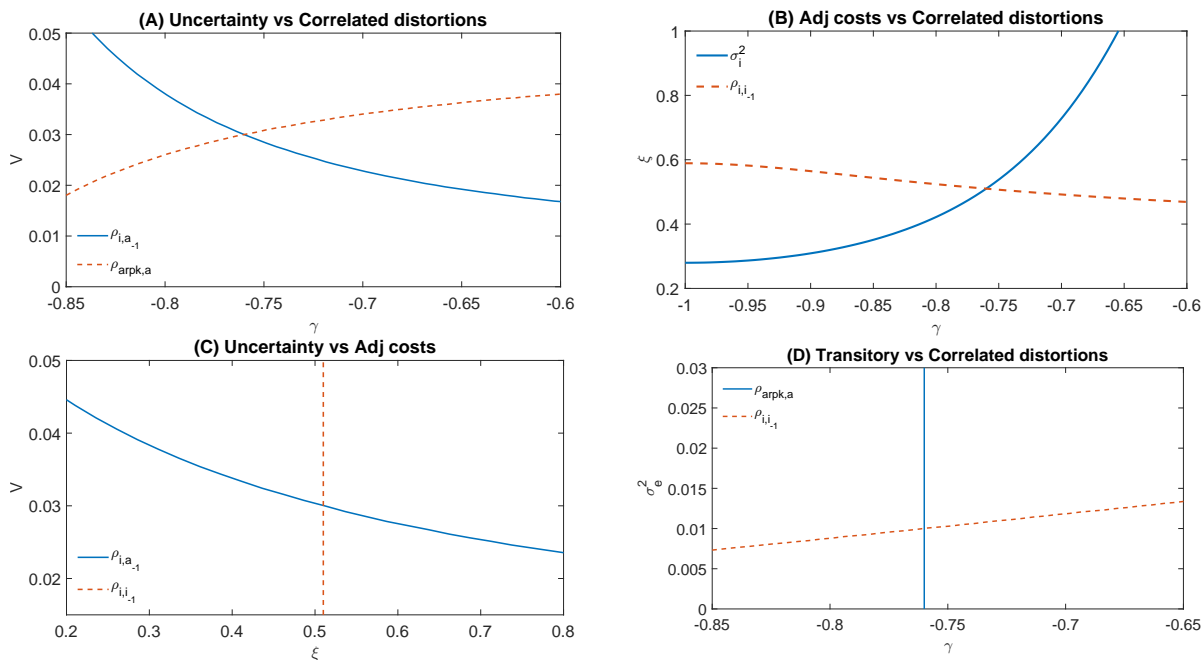 (A) Uncertainty vs Correlated distortions
0.05
0.04
0.03
0.02
0.01
0
V
ρi,a-1
ρarpk,a
-0.85 -0.8 -0.75 -0.7 -0.65 -0.6
γ
(B) Adj costs vs Correlated distortions
1
0.8
0.6
0.4
0.2
ξ
σi2
ρi,i-1
-1 -0.95 -0.9 -0.85 -0.8 -0.75 -0.7 -0.65 -0.6
γ
(C) Uncertainty vs Adj costs
0.05
0.04
0.03
0.02
V
ρi,a-1
ρi,i-1
0.2 0.3 0.4 0.5 0.6 0.7 0.8
ξ
(D) Transitory vs Correlated distortions
0.03
0.025
0.02
0.015
0.01
0.005
0
σe2
ρarpk,a
ρi,i-1
-0.85 -0.8 -0.75 -0.7 -0.65
γ